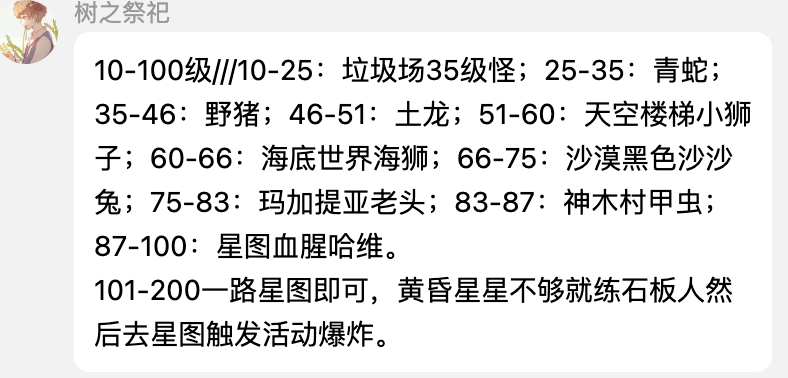 树之祭祀
10-100级///10-25：垃圾场35级怪；25-35：青蛇；
35-46：野猪；46-51：土龙；51-60：天空楼梯小狮
子；60-66：海底世界海狮；66-75：沙漠黑色沙沙
兔；75-83：玛加提亚老头；83-87：神木村甲虫；
87-100：星图血腥哈维。
101-200一路星图即可，黄昏星星不够就练石板人然
后去星图触发活动爆炸。